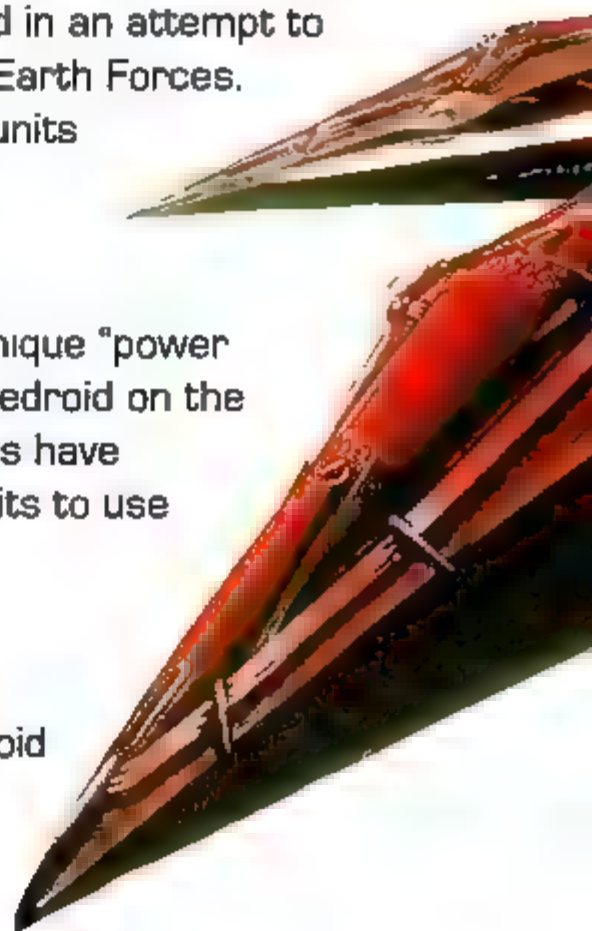 d in an attempt to
Earth Forces.
units
nique "power
edroid on the
s have
its to use
oid